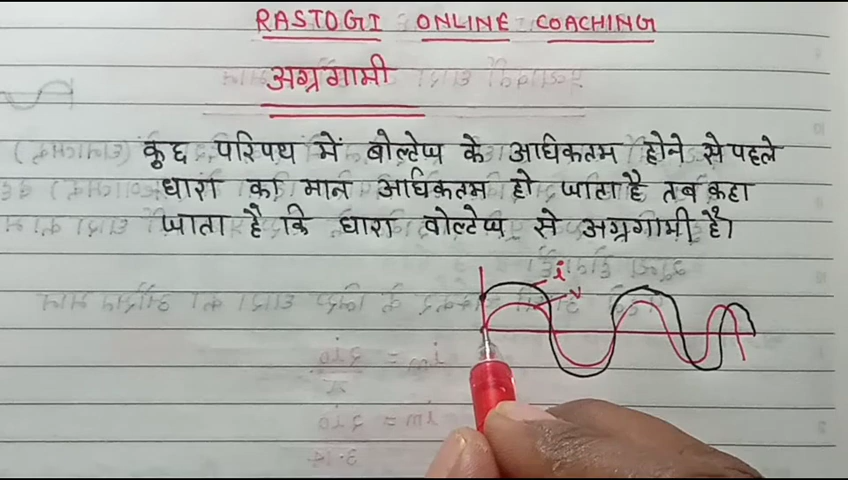 RASTOGI ONLINE COACHING
अग्रगामी
कुछ परिपथ में वोल्टेज के अधिकतम होने से पहले
धारा का मान अधिकतम हो जाता है तब कहा
जाता है कि धारा वोल्टेज से अग्रगामी है।
i
v